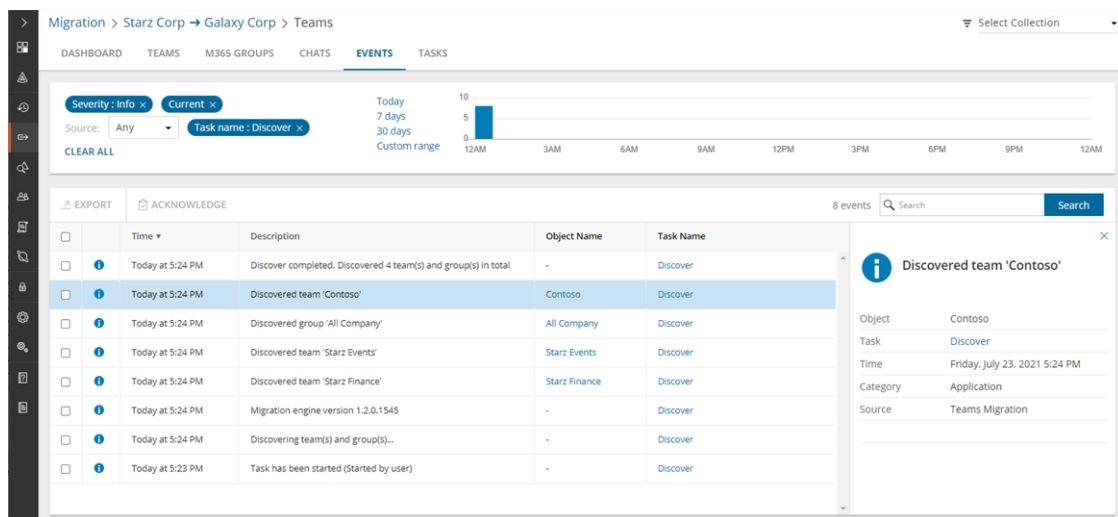 Migration > Starz Corp → Galaxy Corp > Teams
Select Collection
DASHBOARD TEAMS M365 GROUPS CHATS EVENTS TASKS
Severity : Info × Current ×
Source: Any Task name : Discover ×
CLEAR ALL
Today
7 days
30 days
Custom range
10
5
0
12AM 3AM 6AM 9AM 12PM 3PM 6PM 9PM 12AM
EXPORT ACKNOWLEDGE 8 events Search Search
Time Description Object Name Task Name
Today at 5:24 PM Discover completed. Discovered 4 team(s) and group(s) in total - Discover
Today at 5:24 PM Discovered team 'Contoso' Contoso Discover
Today at 5:24 PM Discovered group 'All Company' All Company Discover
Today at 5:24 PM Discovered team 'Starz Events' Starz Events Discover
Today at 5:24 PM Discovered team 'Starz Finance' Starz Finance Discover
Today at 5:24 PM Migration engine version 1.2.0.1545 - Discover
Today at 5:24 PM Discovering team(s) and group(s)... - Discover
Today at 5:23 PM Task has been started (Started by user) - Discover
Discovered team 'Contoso'
Object Contoso
Task Discover
Time Friday, July 23, 2021 5:24 PM
Category Application
Source Teams Migration